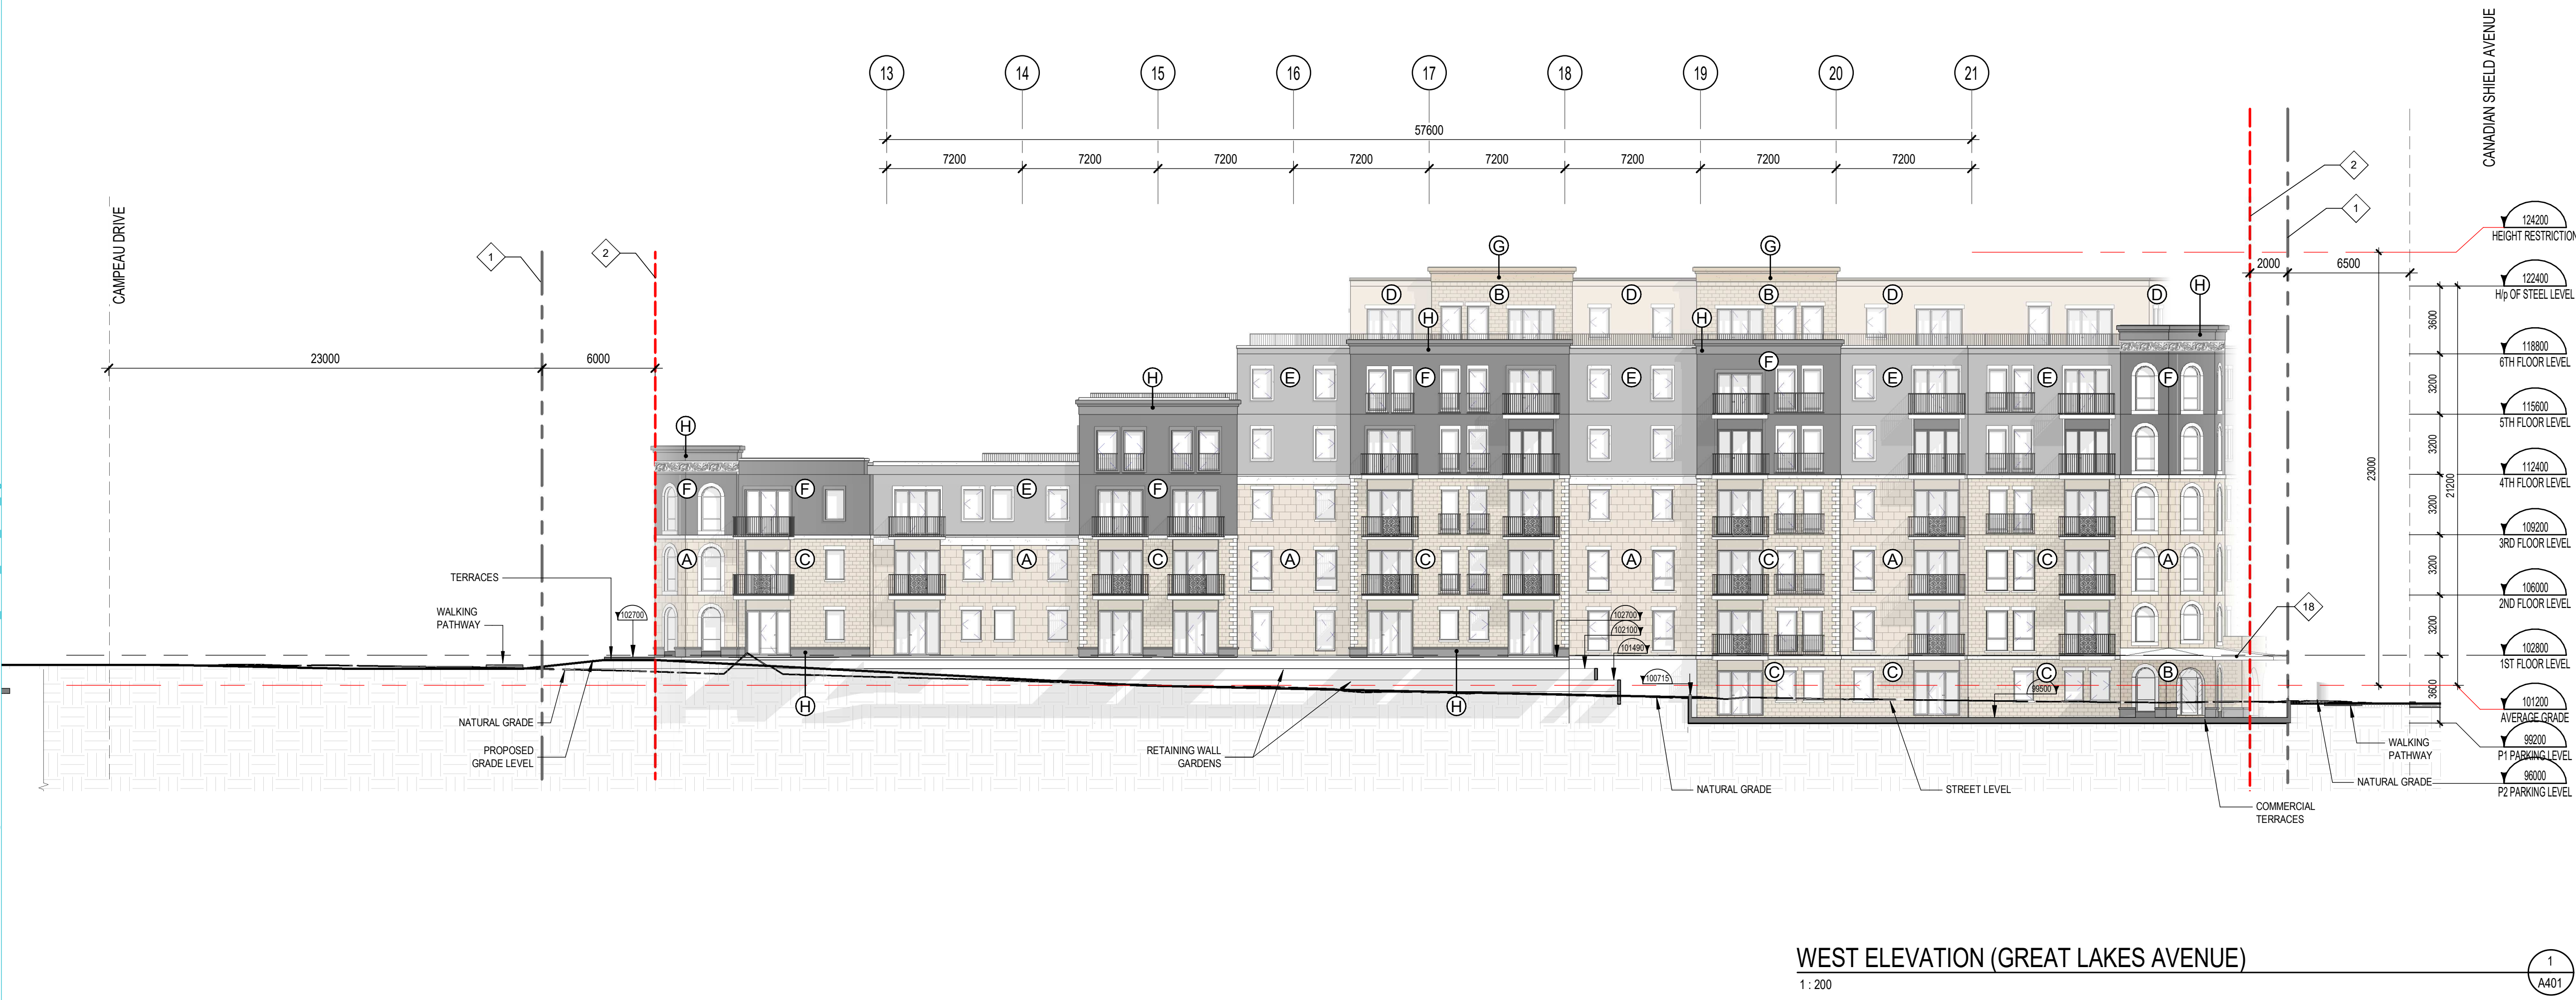 CANADIAN SHIELD AVENUE
13 14 15 16 17 18 19 20 21
57600
7200 7200 7200 7200 7200 7200 7200 7200
CAMPEAU DRIVE
2
1
1
2
124200
HEIGHT RESTRICTION
G G
2000 6500
122400
H/p OF STEEL LEVEL
D B D B D D H
H H
3600
118800
6TH FLOOR LEVEL
23000 6000
H E F E F E E F
3200
115600
5TH FLOOR LEVEL
H
3200
112400
4TH FLOOR LEVEL
23000
21200
F F E F
3200
109200
3RD FLOOR LEVEL
A C A C A C A C A C A
3200
TERRACES
106000
2ND FLOOR LEVEL
WALKING
PATHWAY
102700
102700
102100
101490
18
3200
102800
1ST FLOOR LEVEL
C C C B
100715
99500
3600
H H
101200
AVERAGE GRADE
NATURAL GRADE
PROPOSED
GRADE LEVEL
RETAINING WALL
GARDENS
WALKING
PATHWAY
99200
P1 PARKING LEVEL
NATURAL GRADE
STREET LEVEL
NATURAL GRADE
96000
P2 PARKING LEVEL
COMMERCIAL
TERRACES
WEST ELEVATION (GREAT LAKES AVENUE)
1 : 200
1
A401